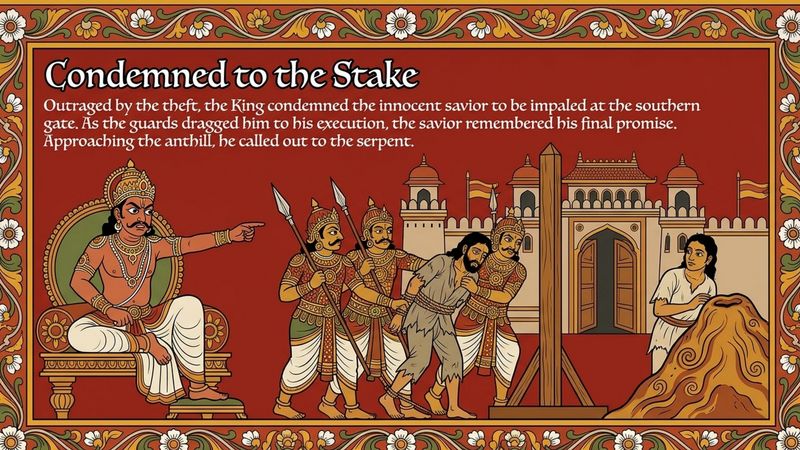 Condemned to the Stake
Outraged by the theft, the King condemned the innocent savior to be impaled at the southern
gate. As the guards dragged him to his execution, the savior remembered his final promise.
Approaching the anthill, he called out to the serpent.